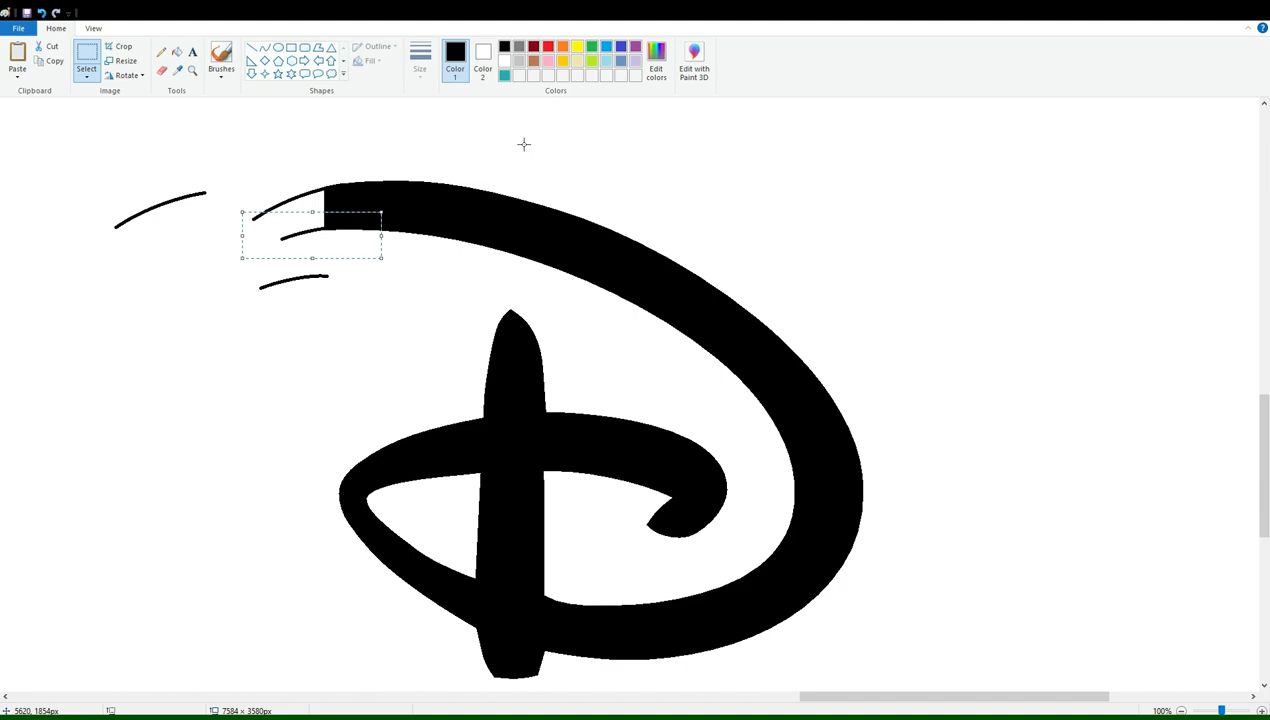 File Home View
Paste Cut Copy Clipboard
Select Crop Resize Rotate Image
Tools
Brushes
Outline Fill Shapes
Size
Color 1
Color 2
Edit colors
Colors
Edit with Paint 3D
D
5620, 1854px 7584 × 3580px 100%